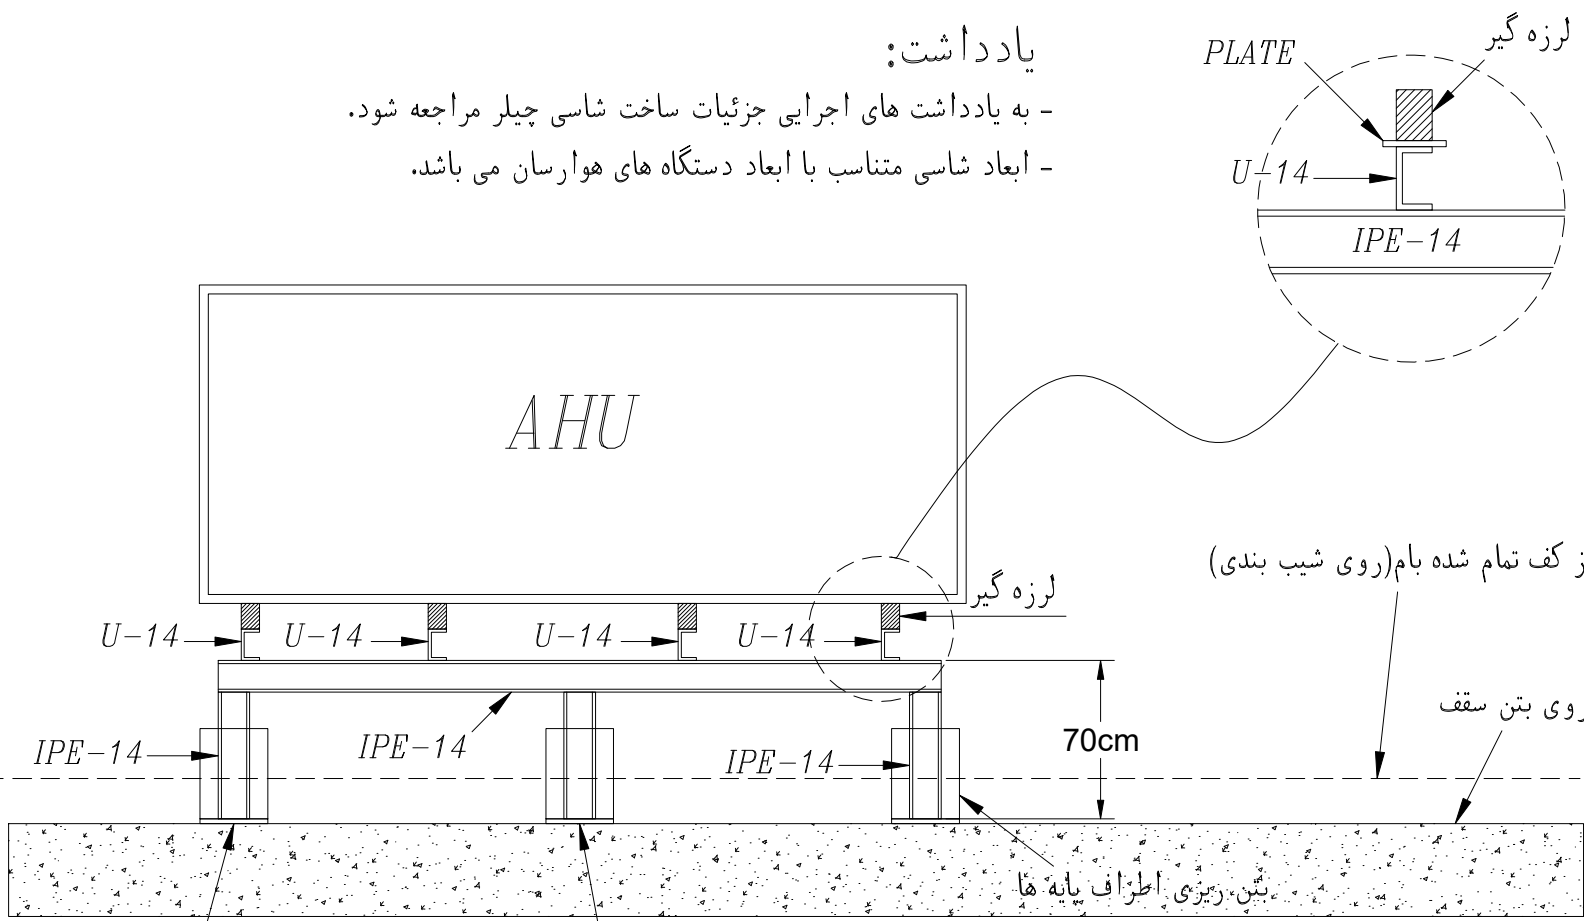 یادداشت:
- به یادداشت های اجرایی جزئیات ساخت شاسی چیلر مراجعه شود.
- ابعاد شاسی متناسب با ابعاد دستگاه های هوارسان می باشد.
لرزه گیر
PLATE
U-14
IPE-14
AHU
کف تمام شده بام(روی شیب بندی)
لرزه گیر
U-14
U-14
U-14
U-14
روی بتن سقف
70cm
IPE-14
IPE-14
IPE-14
بتن ریزی اطراف پایه ها